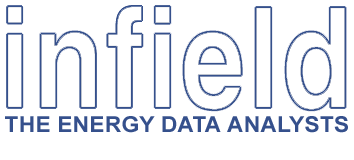 infield
THE ENERGY DATA ANALYSTS